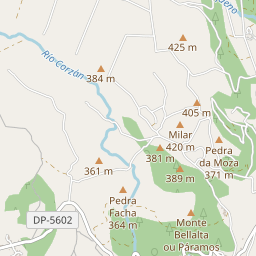 425 m
Río Corzán
384 m
405 m
Milar
420 m
381 m
Pedra
da Moza
371 m
389 m
361 m
Pedra
Facha
364 m
DP-5602
Monte
Bellalta
ou Páramos